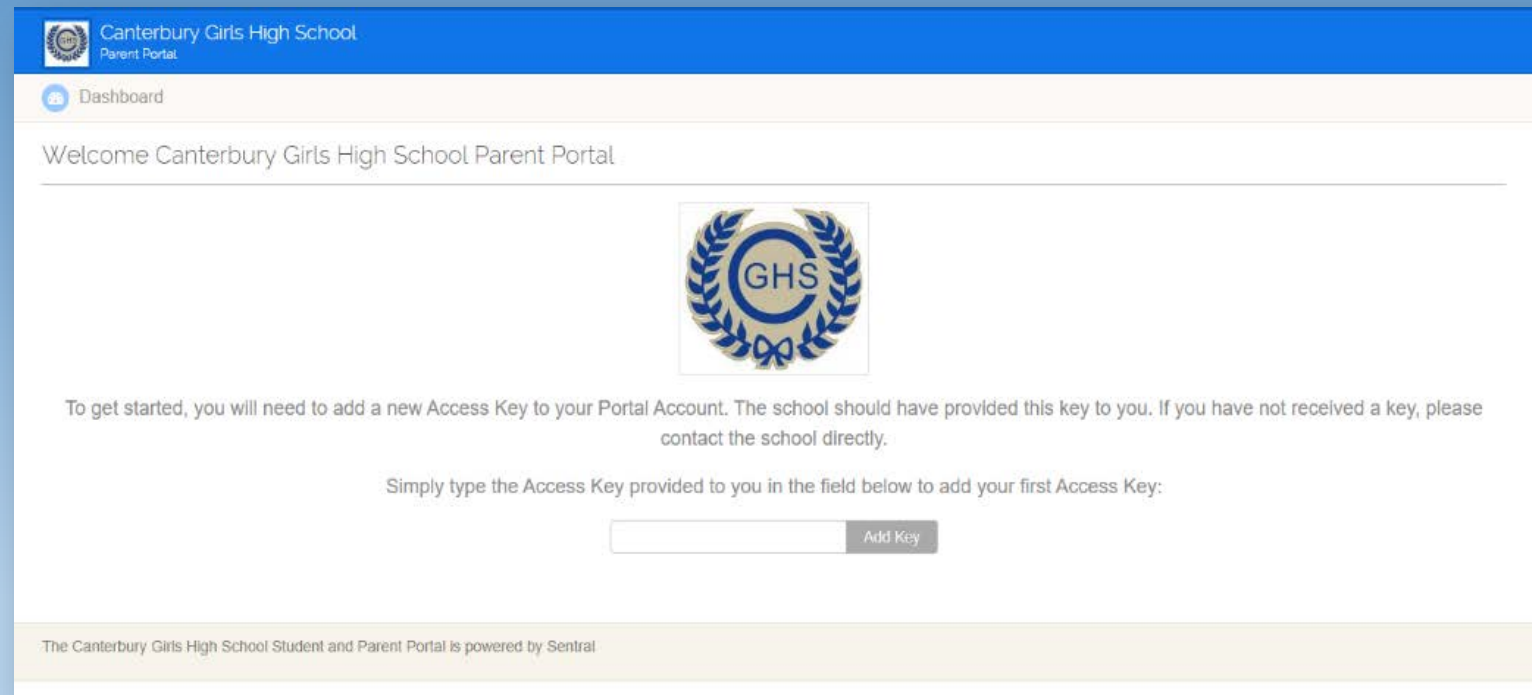 Canterbury Girls High School
Parent Portal
Dashboard
Welcome Canterbury Girls High School Parent Portal
C GHS
To get started, you will need to add a new Access Key to your Portal Account. The school should have provided this key to you. If you have not received a key, please
contact the school directly.
Simply type the Access Key provided to you in the field below to add your first Access Key:
Add Key
The Canterbury Girls High School Student and Parent Portal is powered by Sentral